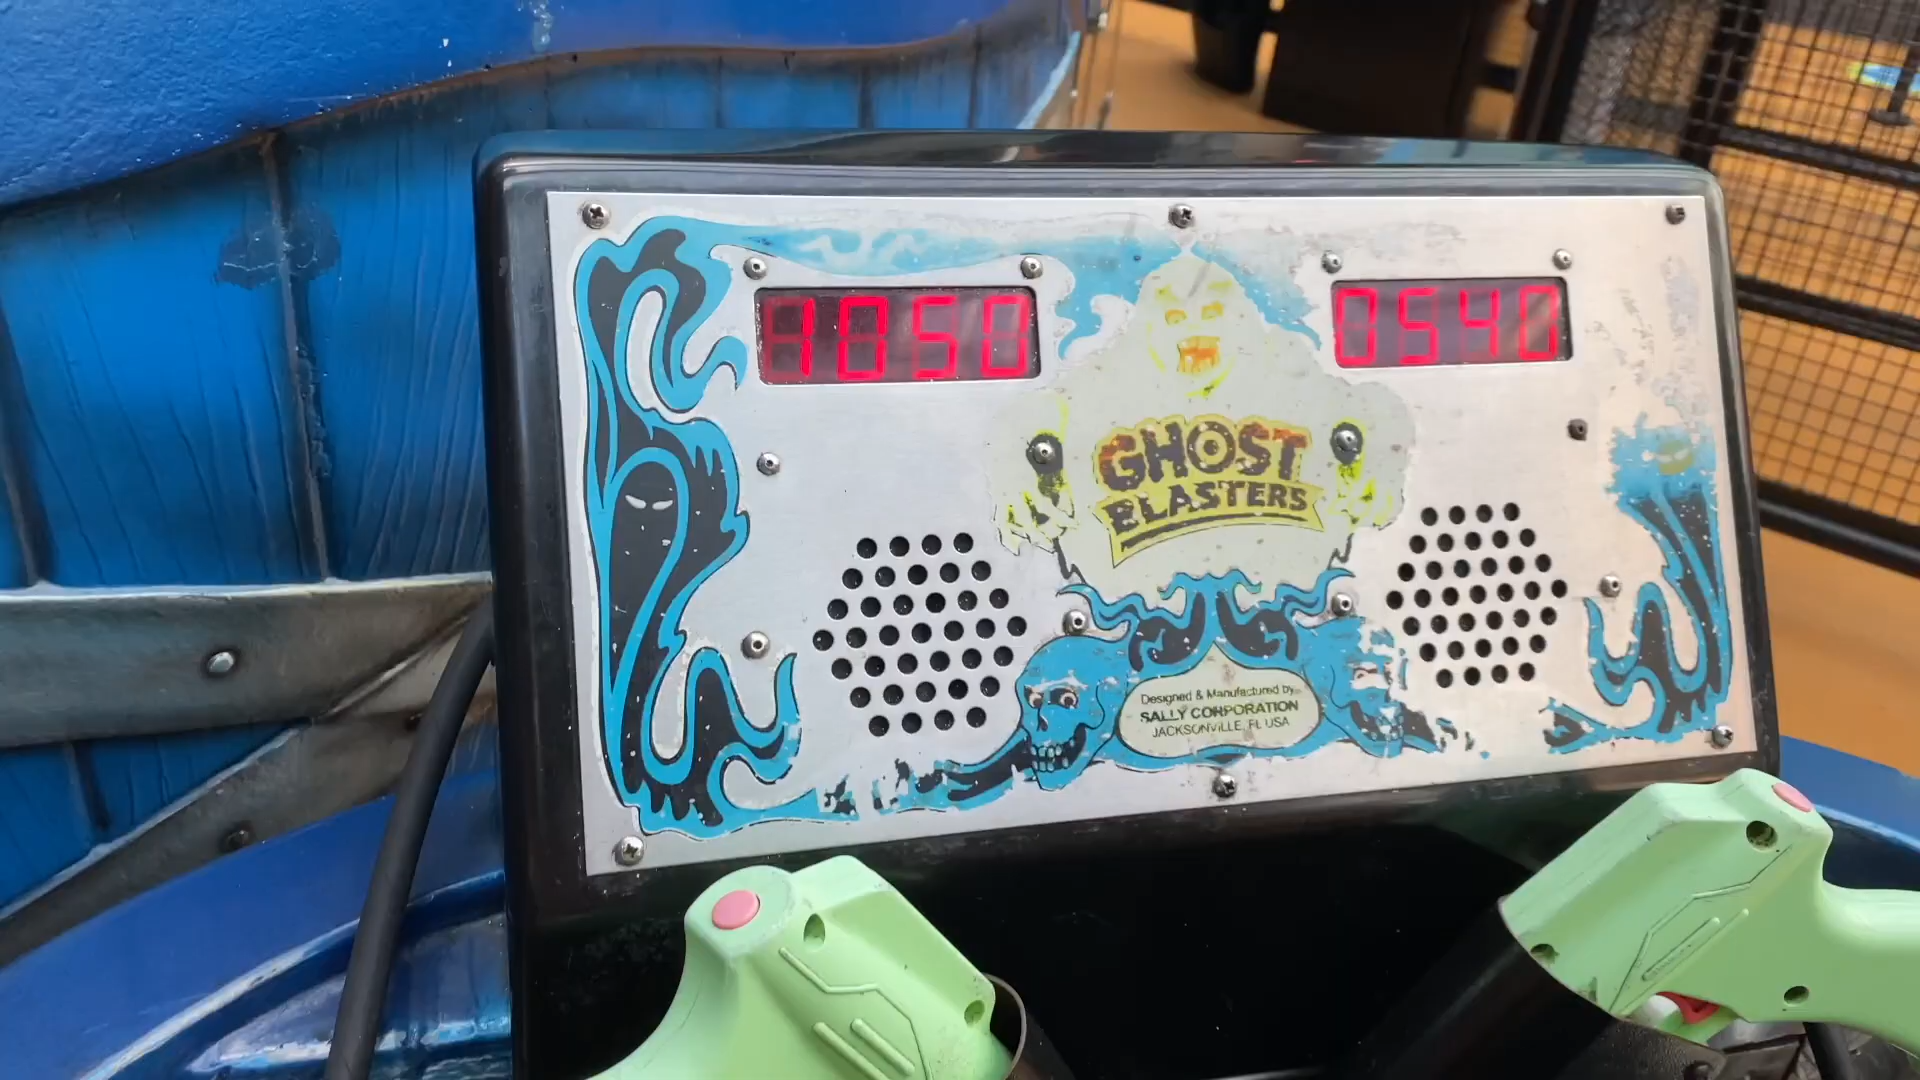 1050
0540
GHOST
BLASTERS
Designed & Manufactured by
SALLY CORPORATION
JACKSONVILLE, FL USA